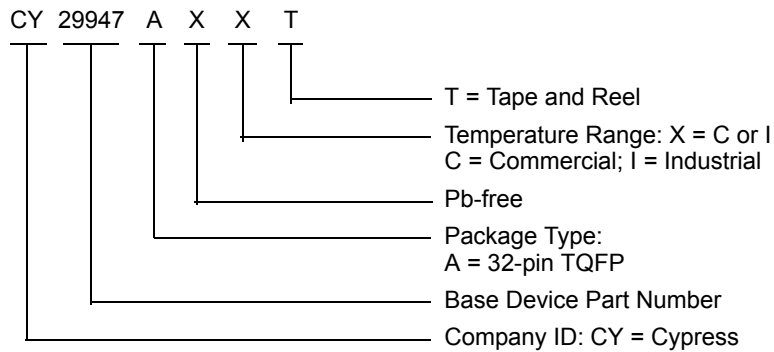 CY 29947 A X X T
T = Tape and Reel
Temperature Range: X = C or I
C = Commercial; I = Industrial
Pb-free
Package Type:
A = 32-pin TQFP
Base Device Part Number
Company ID: CY = Cypress